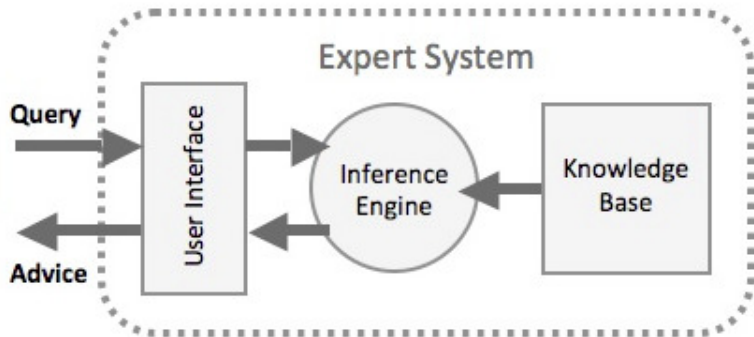 Expert System
Query
User Interface
Inference
Engine
Knowledge
Base
Advice